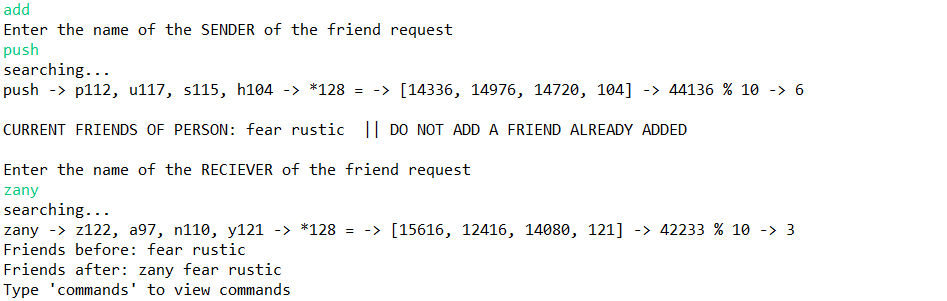 add
Enter the name of the SENDER of the friend request
push
searching...
push -> p112, u117, s115, h104 -> *128 = -> [14336, 14976, 14720, 104] -> 44136 % 10 -> 6
CURRENT FRIENDS OF PERSON: fear rustic  || DO NOT ADD A FRIEND ALREADY ADDED
Enter the name of the RECIEVER of the friend request
zany
searching...
zany -> z122, a97, n110, y121 -> *128 = -> [15616, 12416, 14080, 121] -> 42233 % 10 -> 3
Friends before: fear rustic
Friends after: zany fear rustic
Type 'commands' to view commands